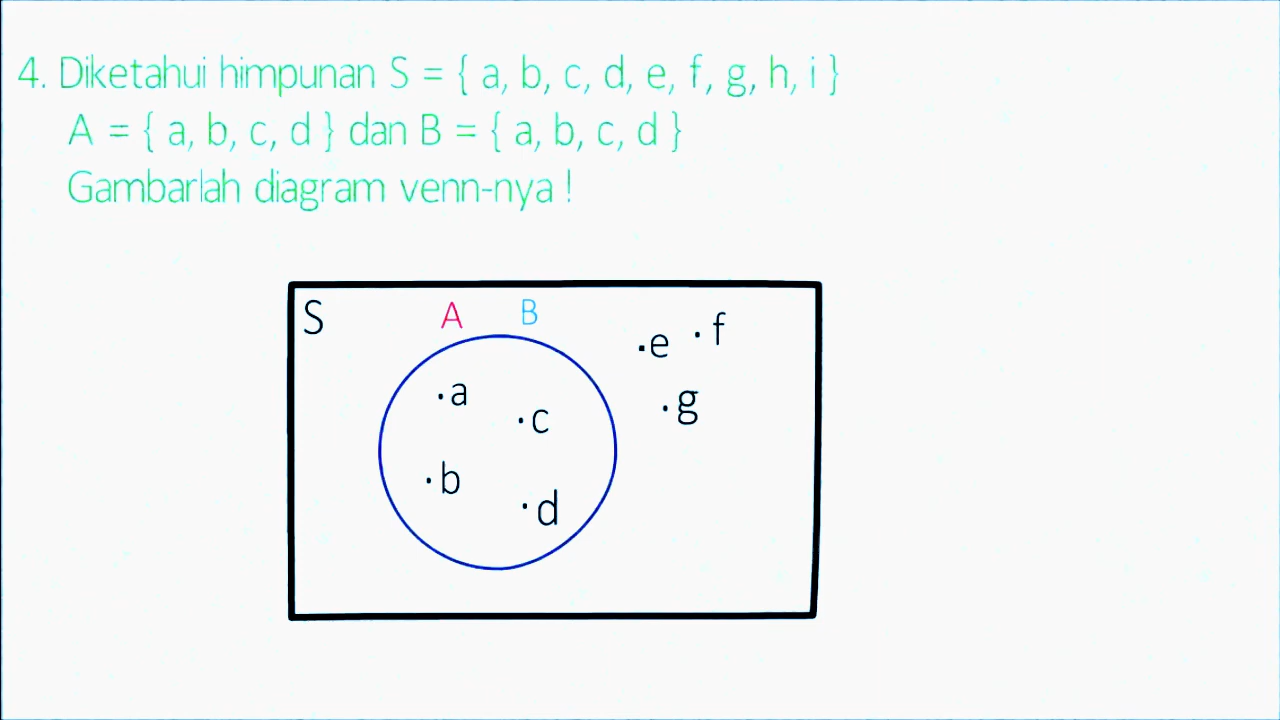 4. Diketahui himpunan S = { a, b, c, d, e, f, g, h, i }
A = { a, b, c, d } dan B = { a, b, c, d }
Gambarlah diagram venn-nya !
S
A B
.e . f
.a
.c
. g
.b
.d